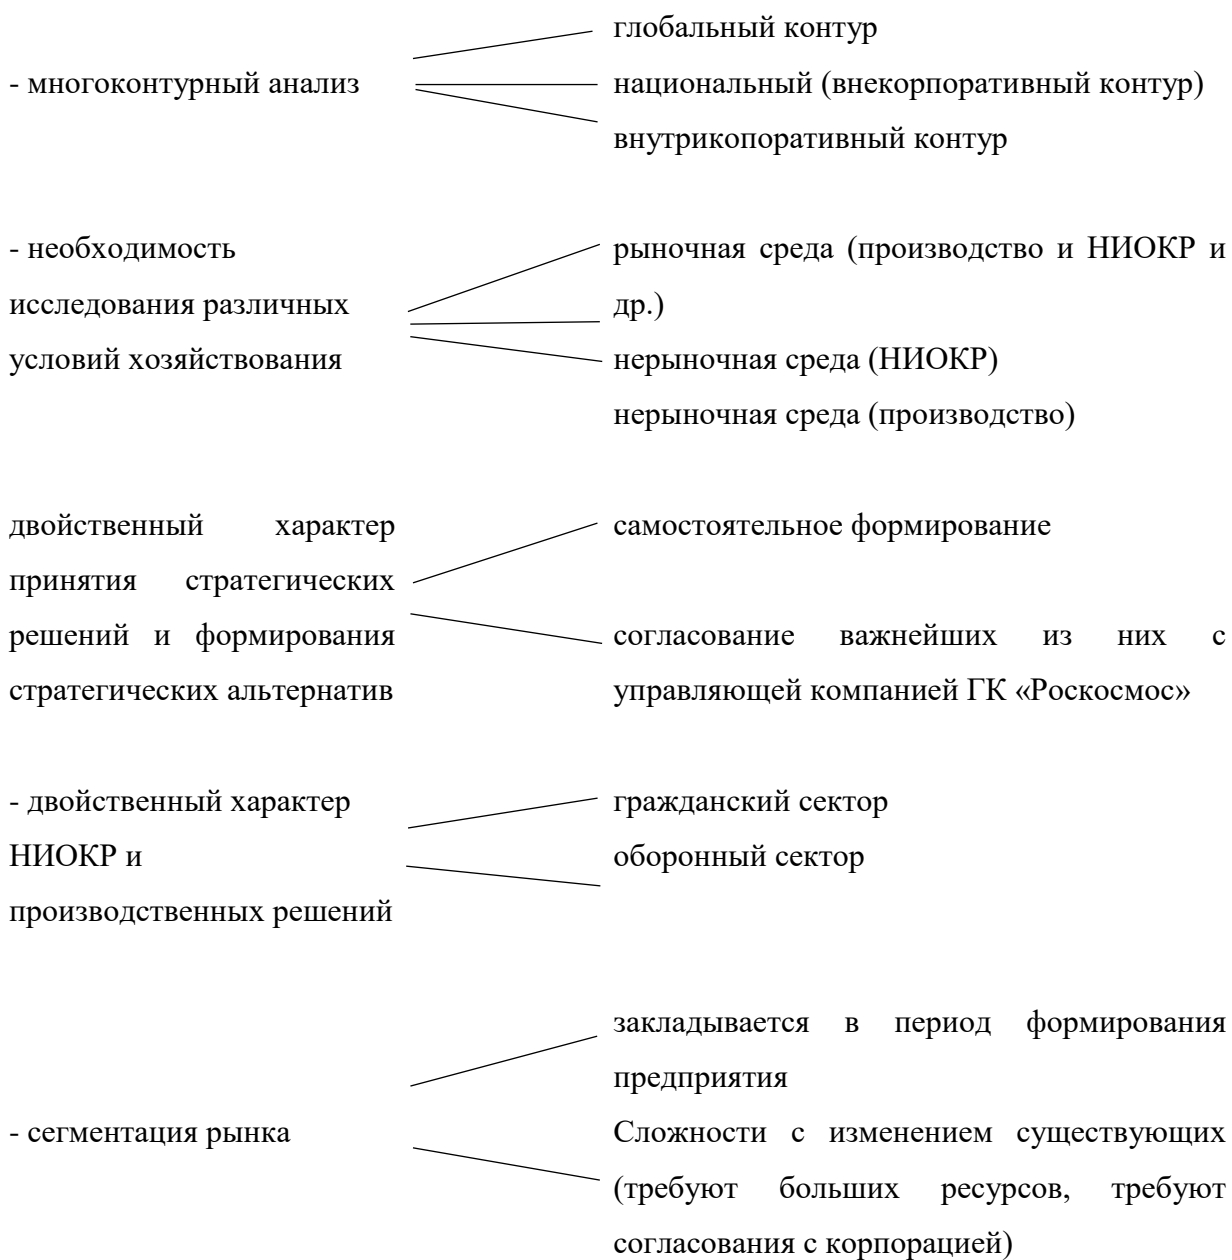 глобальный контур
- многоконтурный анализ
национальный (внекорпоративный контур)
внутрикопоративный контур
- необходимость
исследования различных
условий хозяйствования
рыночная среда (производство и НИОКР и
др.)
нерыночная среда (НИОКР)
нерыночная среда (производство)
двойственный характер
принятия стратегических
решений и формирования
стратегических альтернатив
самостоятельное формирование
согласование важнейших из них с
управляющей компанией ГК «Роскосмос»
- двойственный характер
НИОКР и
производственных решений
гражданский сектор
оборонный сектор
- сегментация рынка
закладывается в период формирования
предприятия
Сложности с изменением существующих
(требуют больших ресурсов, требуют
согласования с корпорацией)